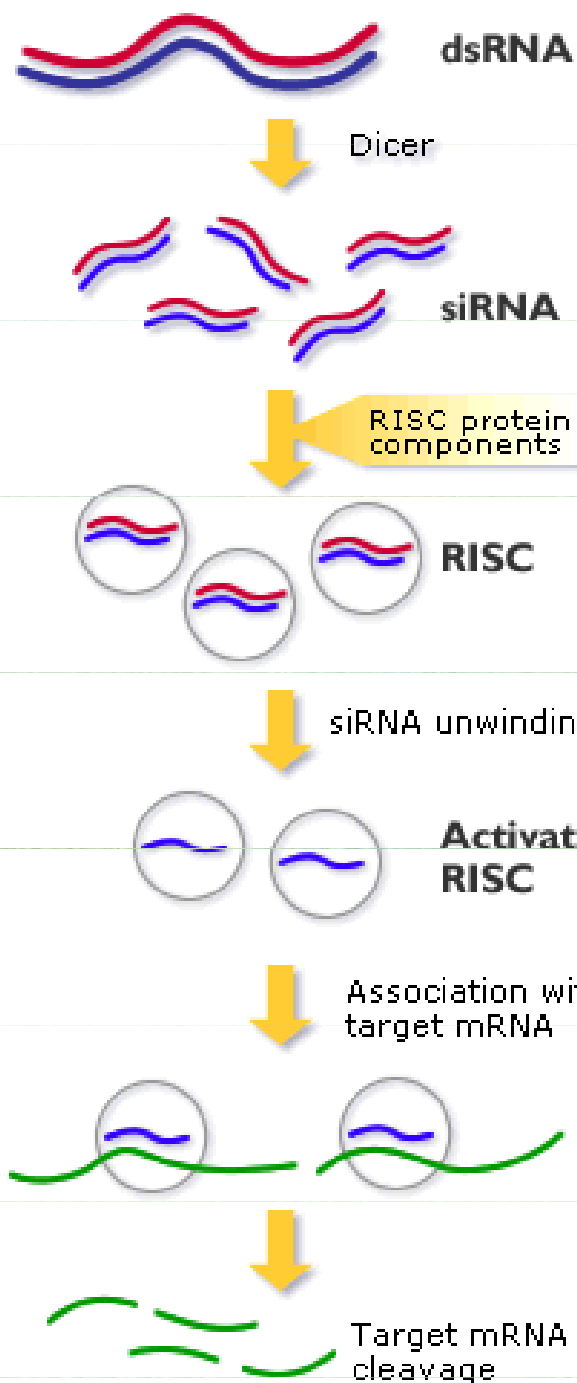 dsRNA
Dicer
siRNA
RISC protein
components
RISC
siRNA unwindin
Activat
RISC
Association wi
target mRNA
Target mRNA
cleavage